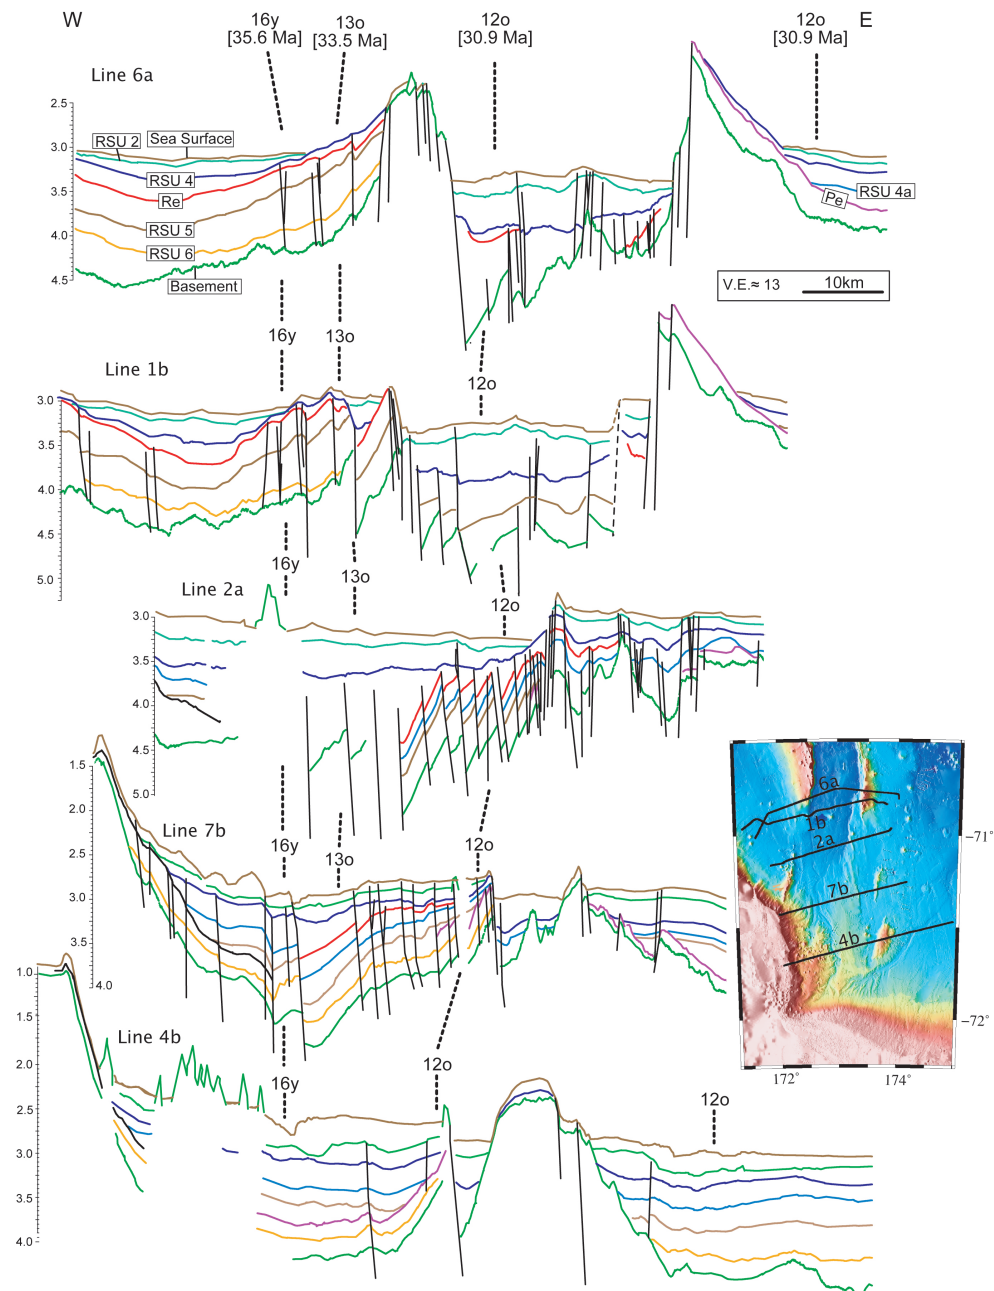 W
16y
[35.6 Ma]
13o
[33.5 Ma]
12o
[30.9 Ma]
12o
[30.9 Ma]
E
Line 6a
2.5
3.0
3.5
4.0
4.5
RSU 2
Sea Surface
RSU 4
Re
RSU 5
RSU 6
Basement
RSU 4a
Pe
V.E.≈ 13
10km
16y
13o
12o
Line 1b
3.0
3.5
4.0
4.5
5.0
16y
13o
12o
Line 2a
3.0
3.5
4.0
4.5
5.0
16y
13o
12o
Line 7b
1.5
2.0
2.5
3.0
3.5
4.0
16y
12o
12o
Line 4b
1.0
1.5
2.0
2.5
3.0
3.5
4.0
6a
1b
2a
7b
4b
−71°
−72°
172°
174°